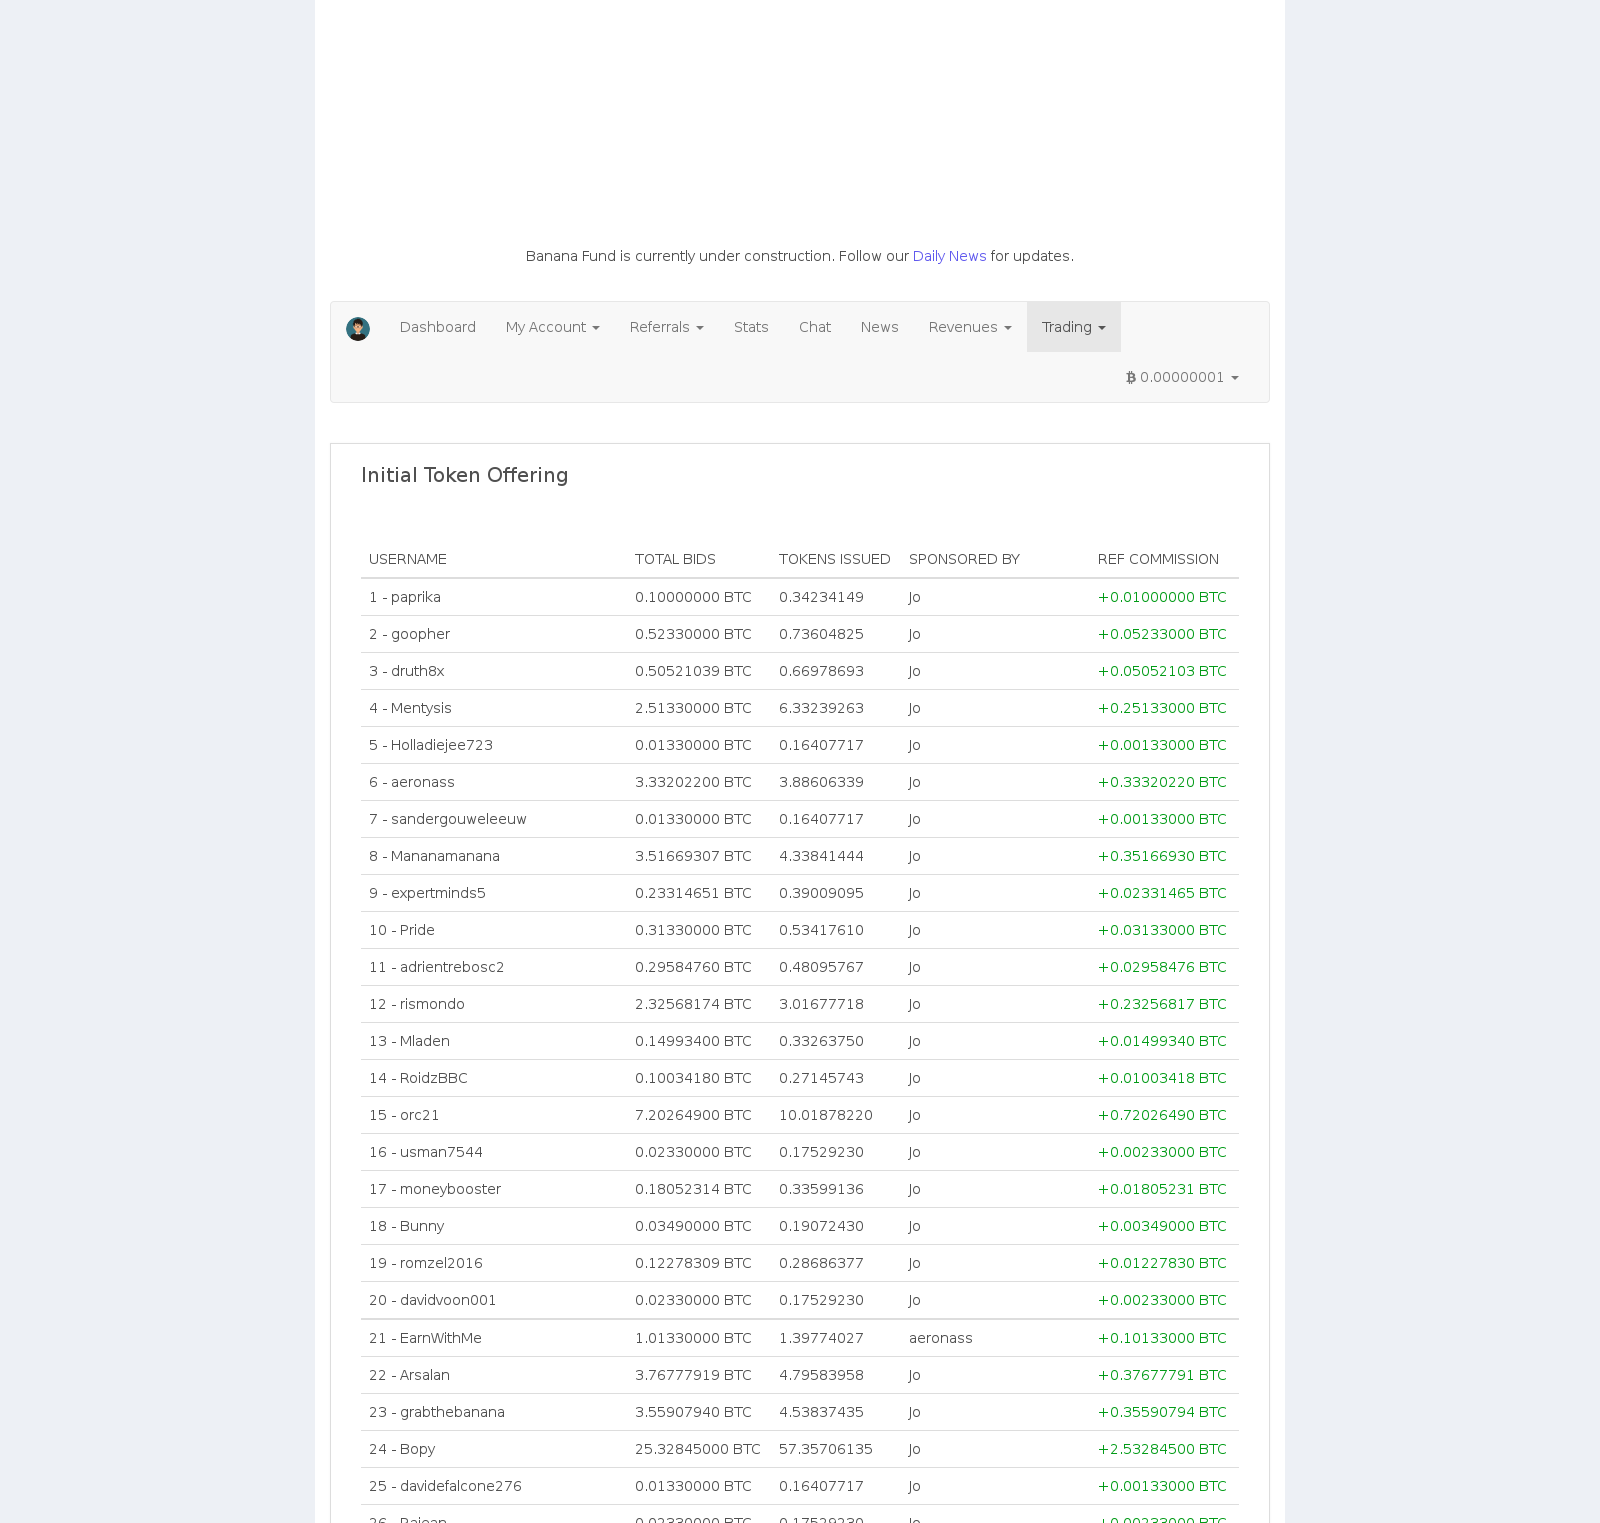 Banana Fund is currently under construction. Follow our Daily News for updates.
Dashboard My Account Referrals Stats Chat News Revenues Trading
0.00000001
Initial Token Offering
USERNAME TOTAL BIDS TOKENS ISSUED SPONSORED BY REF COMMISSION
1 - paprika 0.10000000 BTC 0.34234149 Jo +0.01000000 BTC
2 - goopher 0.52330000 BTC 0.73604825 Jo +0.05233000 BTC
3 - druth8x 0.50521039 BTC 0.66978693 Jo +0.05052103 BTC
4 - Mentysis 2.51330000 BTC 6.33239263 Jo +0.25133000 BTC
5 - Holladiejee723 0.01330000 BTC 0.16407717 Jo +0.00133000 BTC
6 - aeronass 3.33202200 BTC 3.88606339 Jo +0.33320220 BTC
7 - sandergouweleeuw 0.01330000 BTC 0.16407717 Jo +0.00133000 BTC
8 - Mananamanana 3.51669307 BTC 4.33841444 Jo +0.35166930 BTC
9 - expertminds5 0.23314651 BTC 0.39009095 Jo +0.02331465 BTC
10 - Pride 0.31330000 BTC 0.53417610 Jo +0.03133000 BTC
11 - adrientrebosc2 0.29584760 BTC 0.48095767 Jo +0.02958476 BTC
12 - rismondo 2.32568174 BTC 3.01677718 Jo +0.23256817 BTC
13 - Mladen 0.14993400 BTC 0.33263750 Jo +0.01499340 BTC
14 - RoidzBBC 0.10034180 BTC 0.27145743 Jo +0.01003418 BTC
15 - orc21 7.20264900 BTC 10.01878220 Jo +0.72026490 BTC
16 - usman7544 0.02330000 BTC 0.17529230 Jo +0.00233000 BTC
17 - moneybooster 0.18052314 BTC 0.33599136 Jo +0.01805231 BTC
18 - Bunny 0.03490000 BTC 0.19072430 Jo +0.00349000 BTC
19 - romzel2016 0.12278309 BTC 0.28686377 Jo +0.01227830 BTC
20 - davidvoon001 0.02330000 BTC 0.17529230 Jo +0.00233000 BTC
21 - EarnWithMe 1.01330000 BTC 1.39774027 aeronass +0.10133000 BTC
22 - Arsalan 3.76777919 BTC 4.79583958 Jo +0.37677791 BTC
23 - grabthebanana 3.55907940 BTC 4.53837435 Jo +0.35590794 BTC
24 - Bopy 25.32845000 BTC 57.35706135 Jo +2.53284500 BTC
25 - davidefalcone276 0.01330000 BTC 0.16407717 Jo +0.00133000 BTC